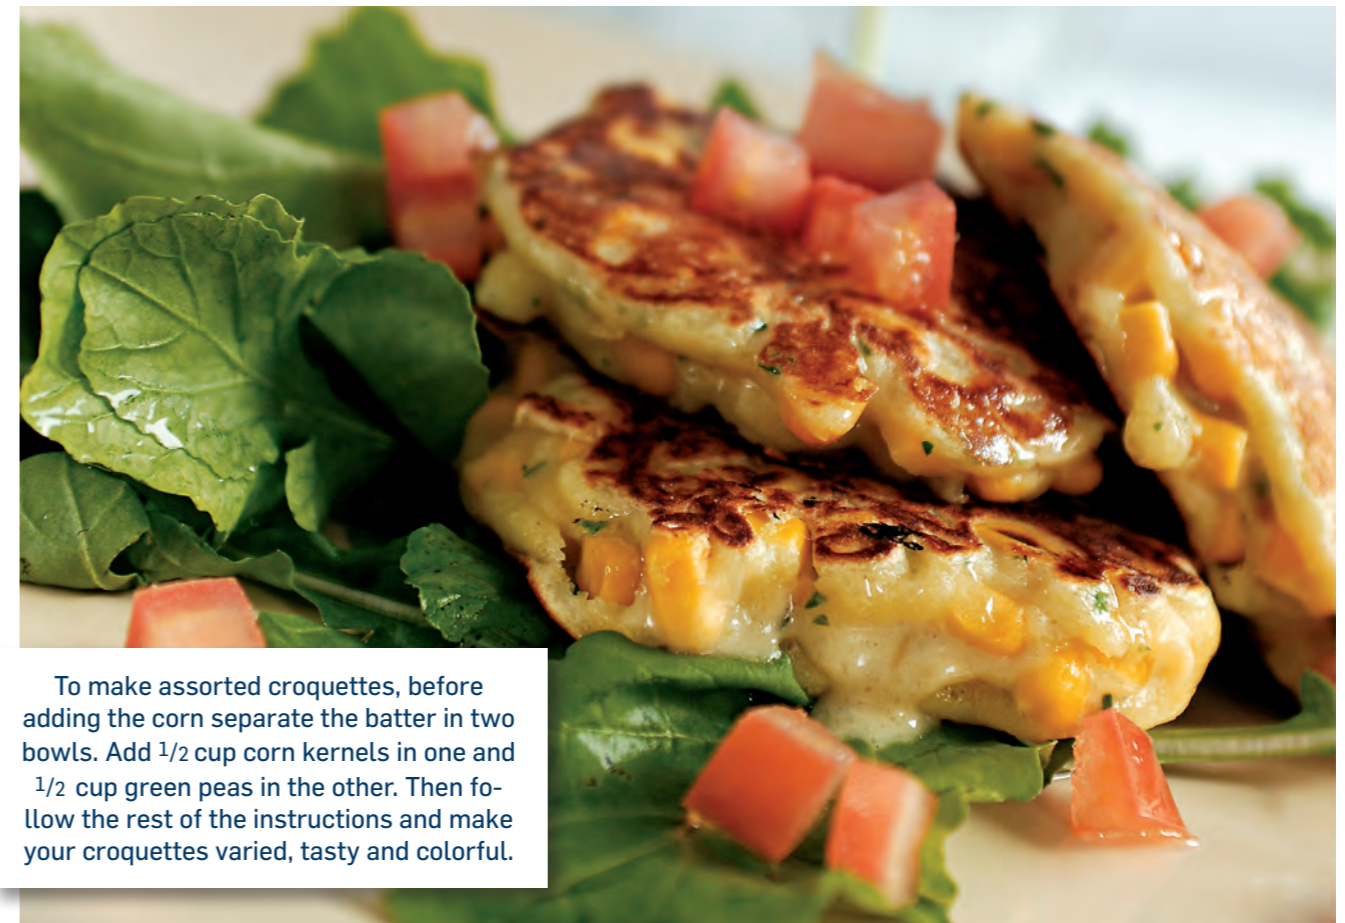 To make assorted croquettes, before
adding the corn separate the batter in two
bowls. Add 1/2 cup corn kernels in one and
1/2 cup green peas in the other. Then fo-
llow the rest of the instructions and make
your croquettes varied, tasty and colorful.